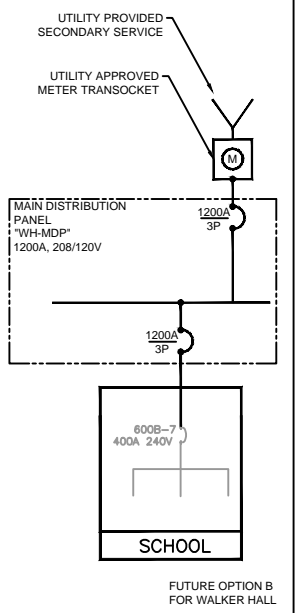 UTILITY PROVIDED
SECONDARY SERVICE
UTILITY APPROVED
METER TRANSOCKET
M
MAIN DISTRIBUTION
PANEL
"WH-MDP"
1200A, 208/120V
1200A
3P
1200A
3P
600B-7
400A 240V
SCHOOL
FUTURE OPTION B
FOR WALKER HALL